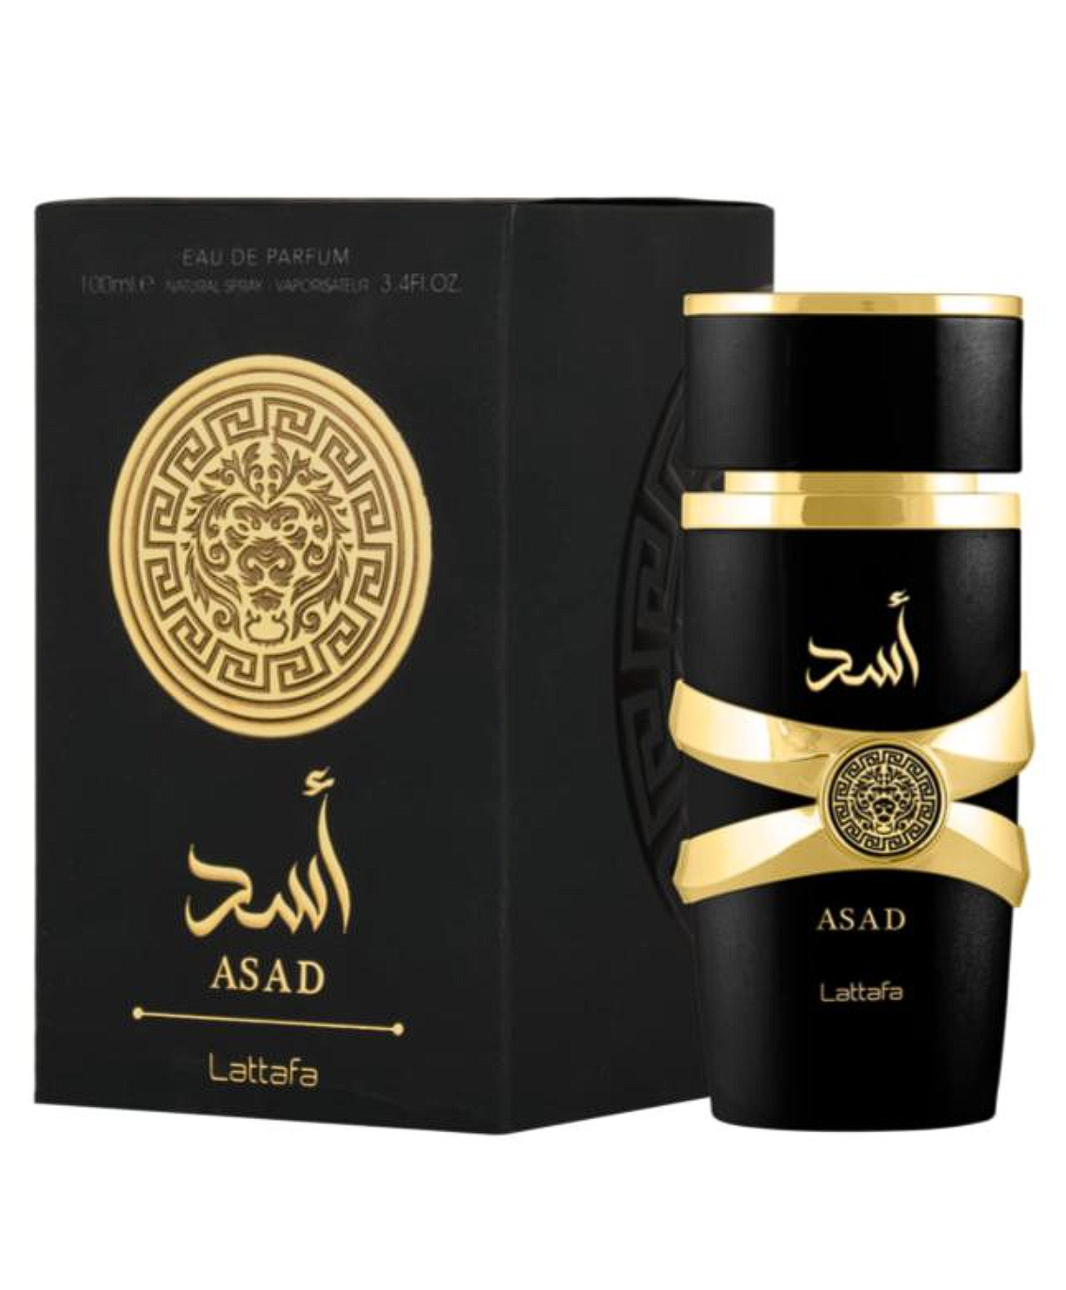 EAU DE PARFUM
100ml.℮ NATURAL SPRAY - VAPORISATEUR 3.4Fl.OZ.
أسد
ASAD
Lattafa
أسد
ASAD
Lattafa